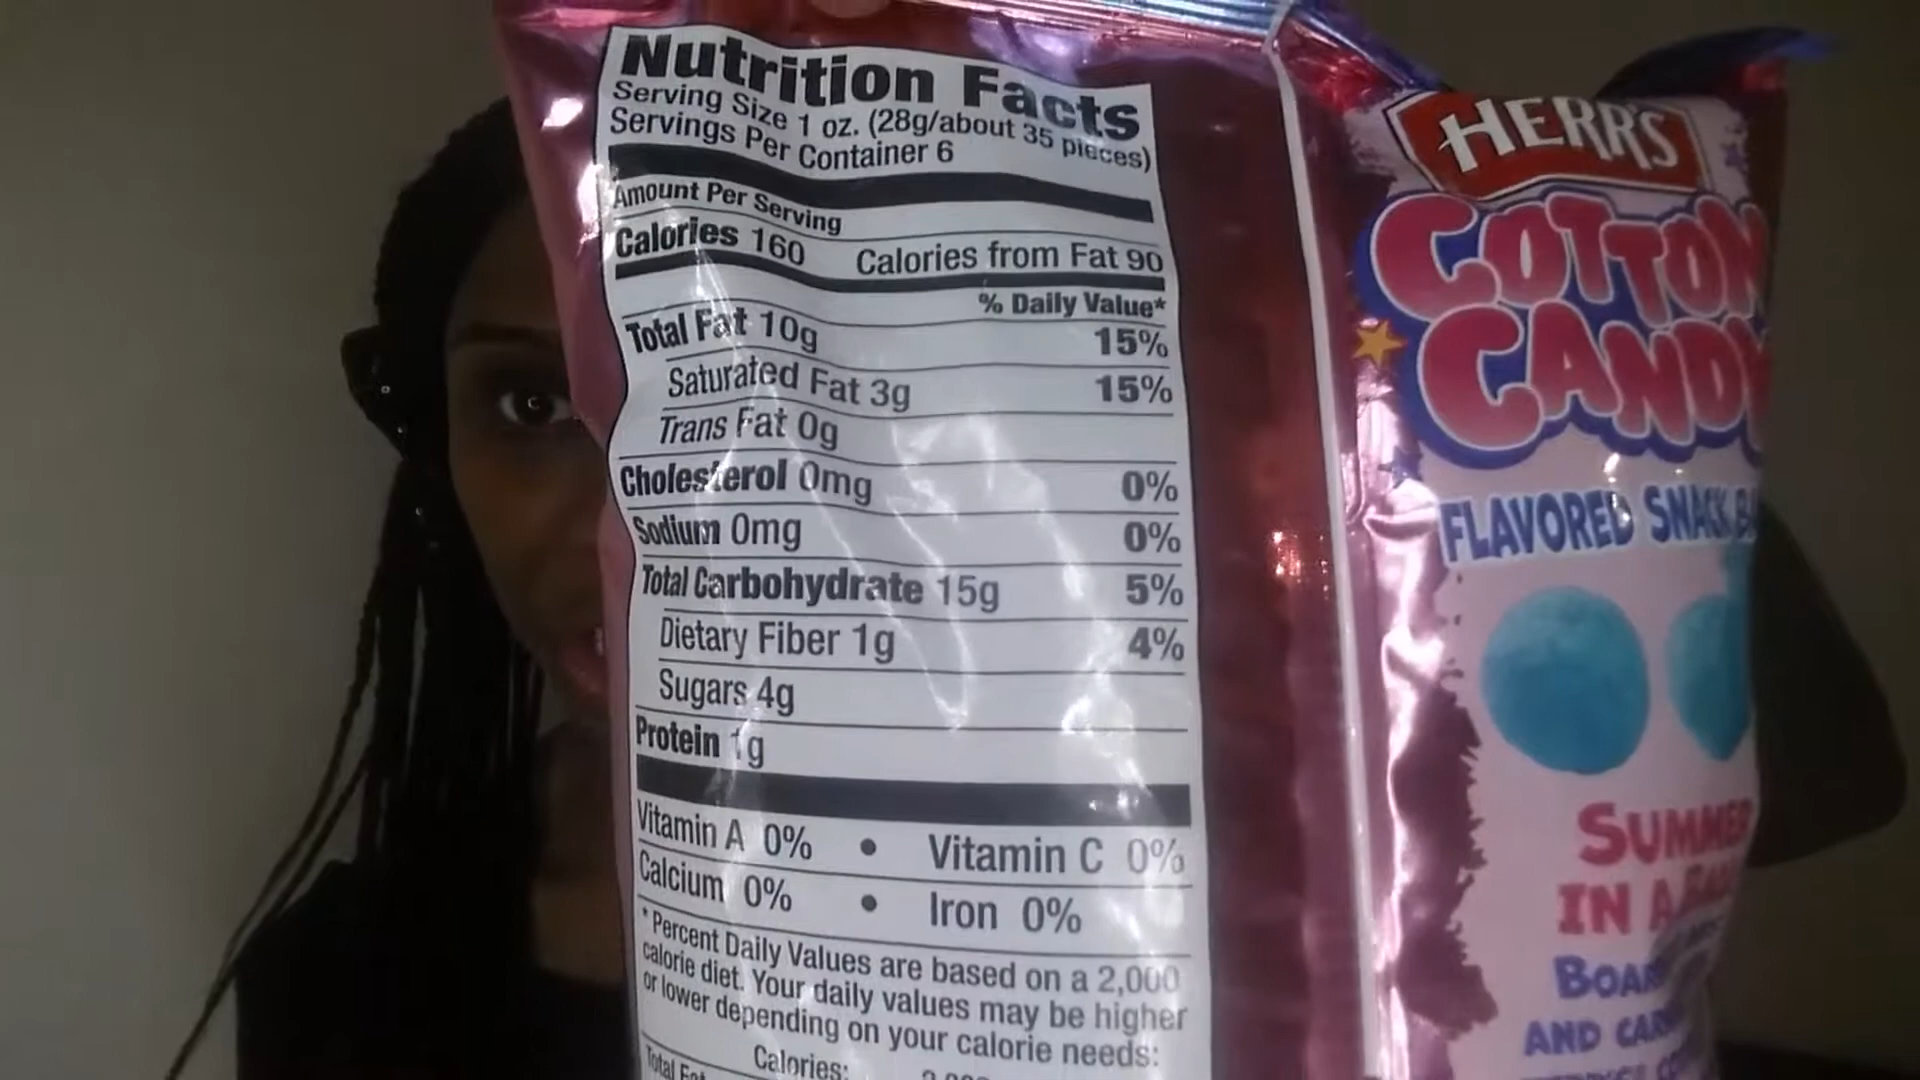 Nutrition Facts
Serving Size 1 oz. (28g/about 35 pieces)
Servings Per Container 6
Amount Per Serving
Calories 160 Calories from Fat 90
% Daily Value*
Total Fat 10g 15%
Saturated Fat 3g 15%
Trans Fat 0g
Cholesterol 0mg 0%
Sodium 0mg 0%
Total Carbohydrate 15g 5%
Dietary Fiber 1g 4%
Sugars 4g
Protein 1g
Vitamin A 0% • Vitamin C 0%
Calcium 0% • Iron 0%
*Percent Daily Values are based on a 2,000
calorie diet. Your daily values may be higher
or lower depending on your calorie needs:
Calories:
Total
HERR'S
COTTON
CANDY
FLAVORED SNACK
SUMMER
IN A
AND